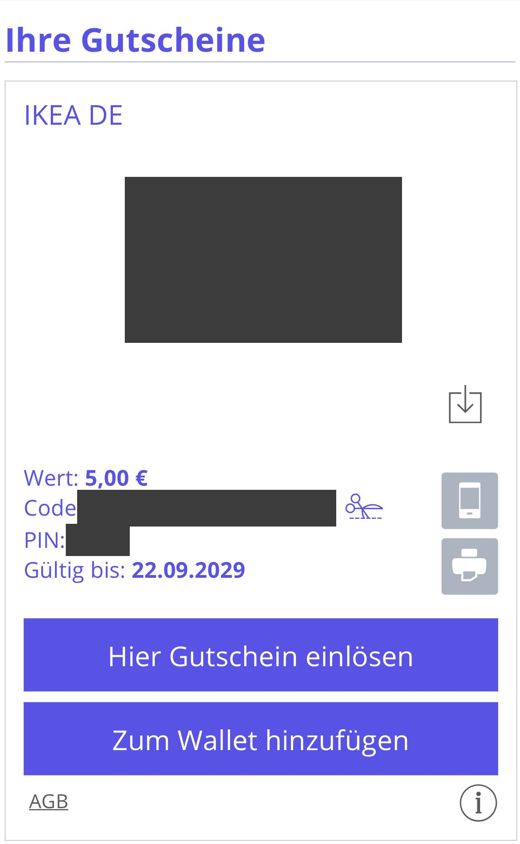 Ihre Gutscheine
IKEA DE
Wert: 5,00 €
Code
PIN:
Gültig bis: 22.09.2029
Hier Gutschein einlösen
Zum Wallet hinzufügen
AGB
i